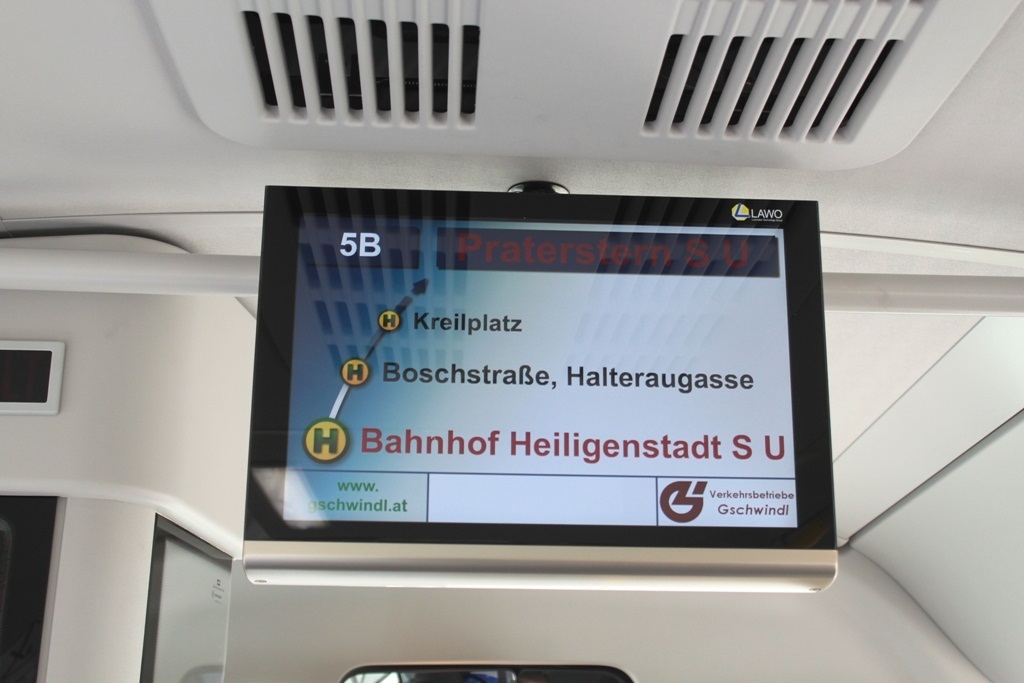 LAWO
5B
Praterstern S U
H Kreilplatz
H Boschstraße, Halteraugasse
H Bahnhof Heiligenstadt S U
www.
gschwindl.at
Verkehrsbetriebe
Gschwindl